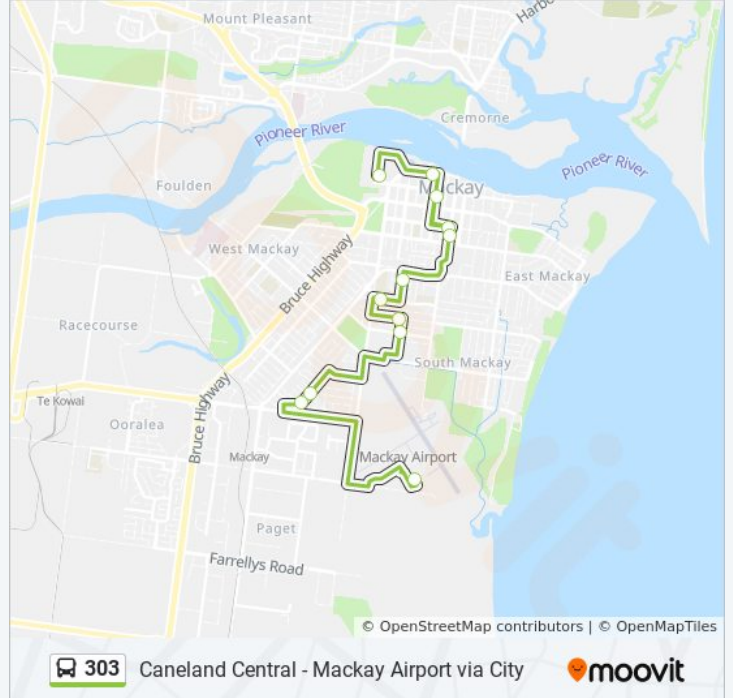 Mount Pleasant
Harbo
Cremorne
Pioneer River
Pioneer River
Foulden
Mackay
West Mackay
Bruce Highway
East Mackay
Racecourse
South Mackay
Te Kowai
Bruce Highway
Ooralea
Mackay
Mackay Airport
Paget
Farrellys Road
© OpenStreetMap contributors | © OpenMapTiles
303 Caneland Central - Mackay Airport via City moovit